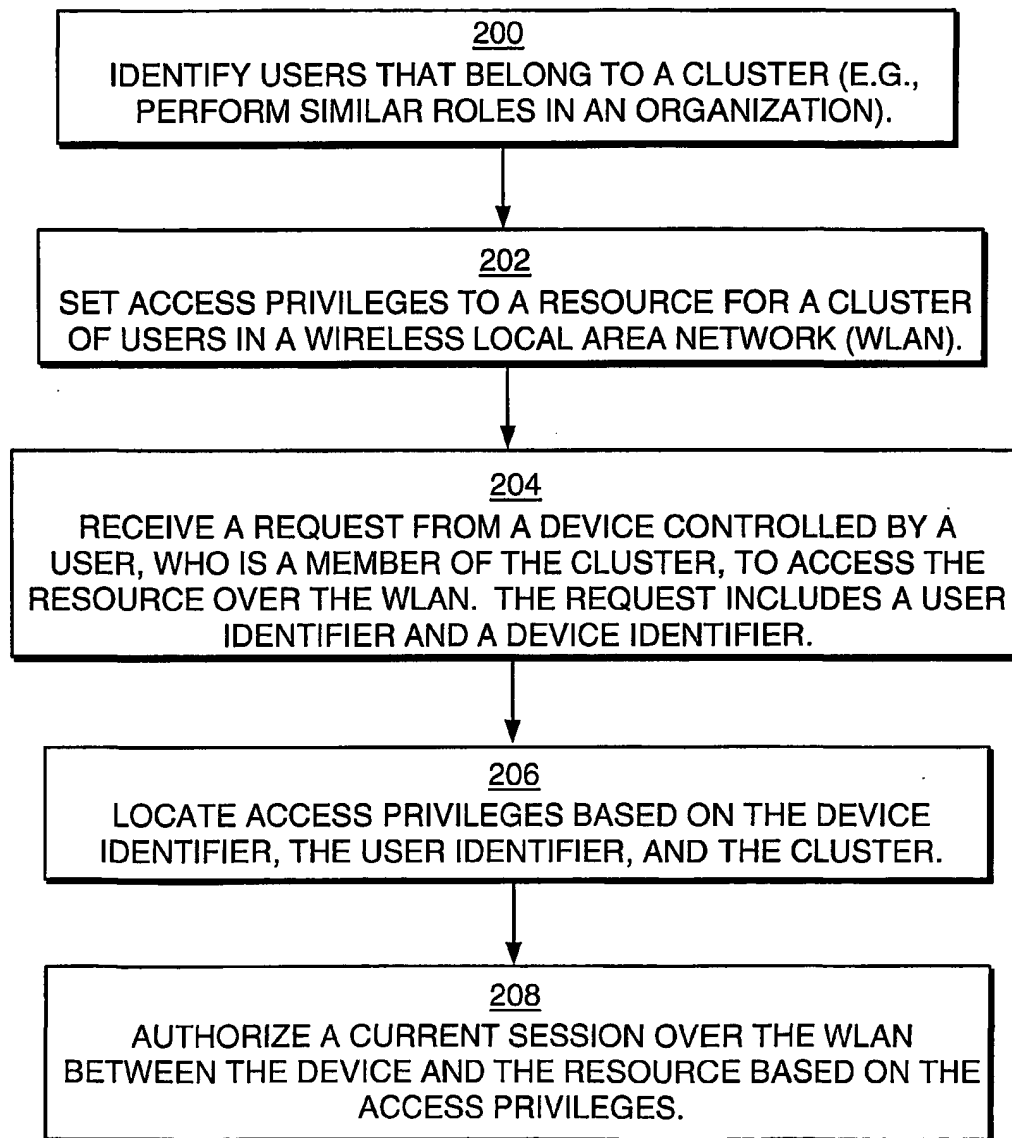 200
IDENTIFY USERS THAT BELONG TO A CLUSTER (E.G.,
PERFORM SIMILAR ROLES IN AN ORGANIZATION).
202
SET ACCESS PRIVILEGES TO A RESOURCE FOR A CLUSTER
OF USERS IN A WIRELESS LOCAL AREA NETWORK (WLAN).
204
RECEIVE A REQUEST FROM A DEVICE CONTROLLED BY A
USER, WHO IS A MEMBER OF THE CLUSTER, TO ACCESS THE
RESOURCE OVER THE WLAN. THE REQUEST INCLUDES A USER
IDENTIFIER AND A DEVICE IDENTIFIER.
206
LOCATE ACCESS PRIVILEGES BASED ON THE DEVICE
IDENTIFIER, THE USER IDENTIFIER, AND THE CLUSTER.
208
AUTHORIZE A CURRENT SESSION OVER THE WLAN
BETWEEN THE DEVICE AND THE RESOURCE BASED ON THE
ACCESS PRIVILEGES.